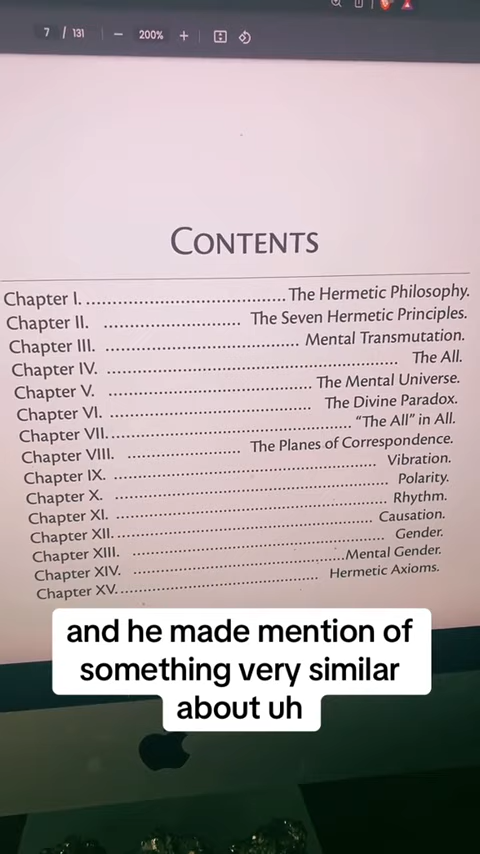 7 / 131 − 200% +
CONTENTS
Chapter I. ............................................... The Hermetic Philosophy.
Chapter II. ................................ The Seven Hermetic Principles.
Chapter III. ............................................. Mental Transmutation.
Chapter IV. .................................................................... The All.
Chapter V. ............................................... The Mental Universe.
Chapter VI. ................................................ The Divine Paradox.
Chapter VII. ......................................................... “The All” in All.
Chapter VIII. .......................... The Planes of Correspondence.
Chapter IX. ............................................................... Vibration.
Chapter X. .................................................................. Polarity.
Chapter XI. ................................................................. Rhythm.
Chapter XII. ............................................................ Causation.
Chapter XIII. ............................................................... Gender.
Chapter XIV. .................................................... Mental Gender.
Chapter XV. ................................................ Hermetic Axioms.
and he made mention of
something very similar
about uh